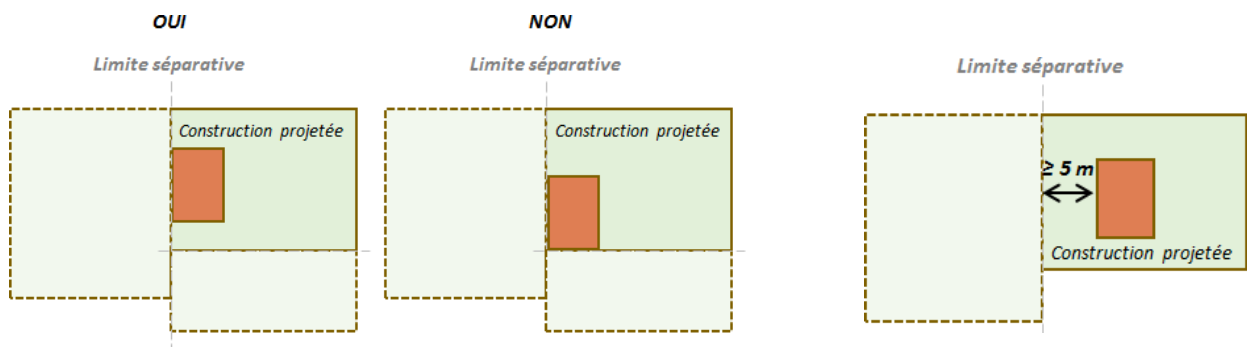 OUI
NON
Limite séparative
Limite séparative
Limite séparative
Construction projetée
Construction projetée
≥ 5 m
Construction projetée